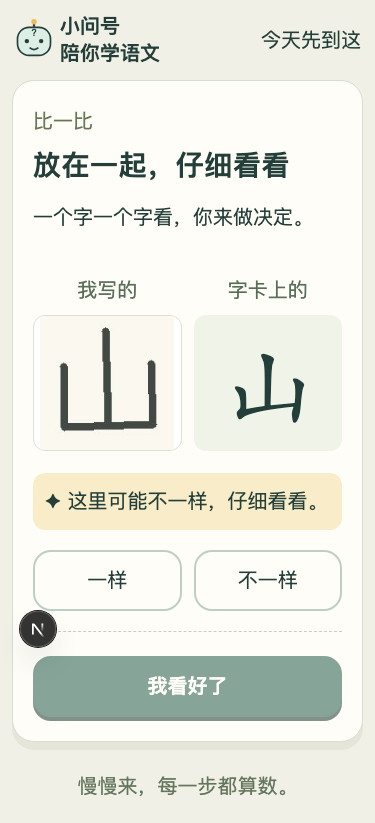 小问号
陪你学语文
今天先到这
比一比
放在一起，仔细看看
一个字一个字看，你来做决定。
我写的
字卡上的
山
山
✦ 这里可能不一样，仔细看看。
一样
不一样
N
我看好了
慢慢来，每一步都算数。